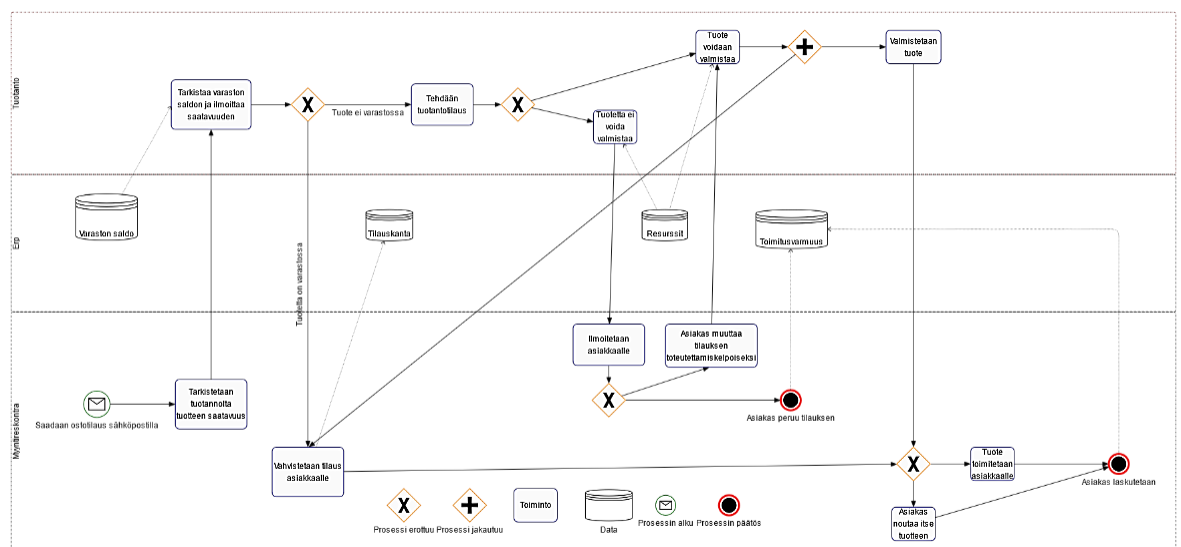 Tuotanto
Tarkistaa varaston
saldon ja ilmoittaa
saatavuuden
Tuote ei varastossa
Tehdään
tuotantotilaus
Tuote
voidaan
valmistaa
Tuotetta ei
voida
valmistaa
Valmistetaan
tuote
Erp
Varaston saldo
Tilauskanta
Resurssit
Toimitusvarmuus
Tuotetta on varastossa
Myyntireskontra
Saadaan ostotilaus sähköpostilla
Tarkistetaan
tuotannolta
tuotteen saatavuus
Ilmoitetaan
asiakkaalle
Asiakas muuttaa
tilauksen
toteutettamiskelpoiseksi
Asiakas peruu tilauksen
Vahvistetaan tilaus
asiakkaalle
Tuote
toimitetaan
asiakkaalle
Asiakas laskutetaan
Asiakas
noutaa itse
tuotteen
Prosessi erottuu
Prosessi jakautuu
Toiminto
Data
Prosessin alku
Prosessin päätös